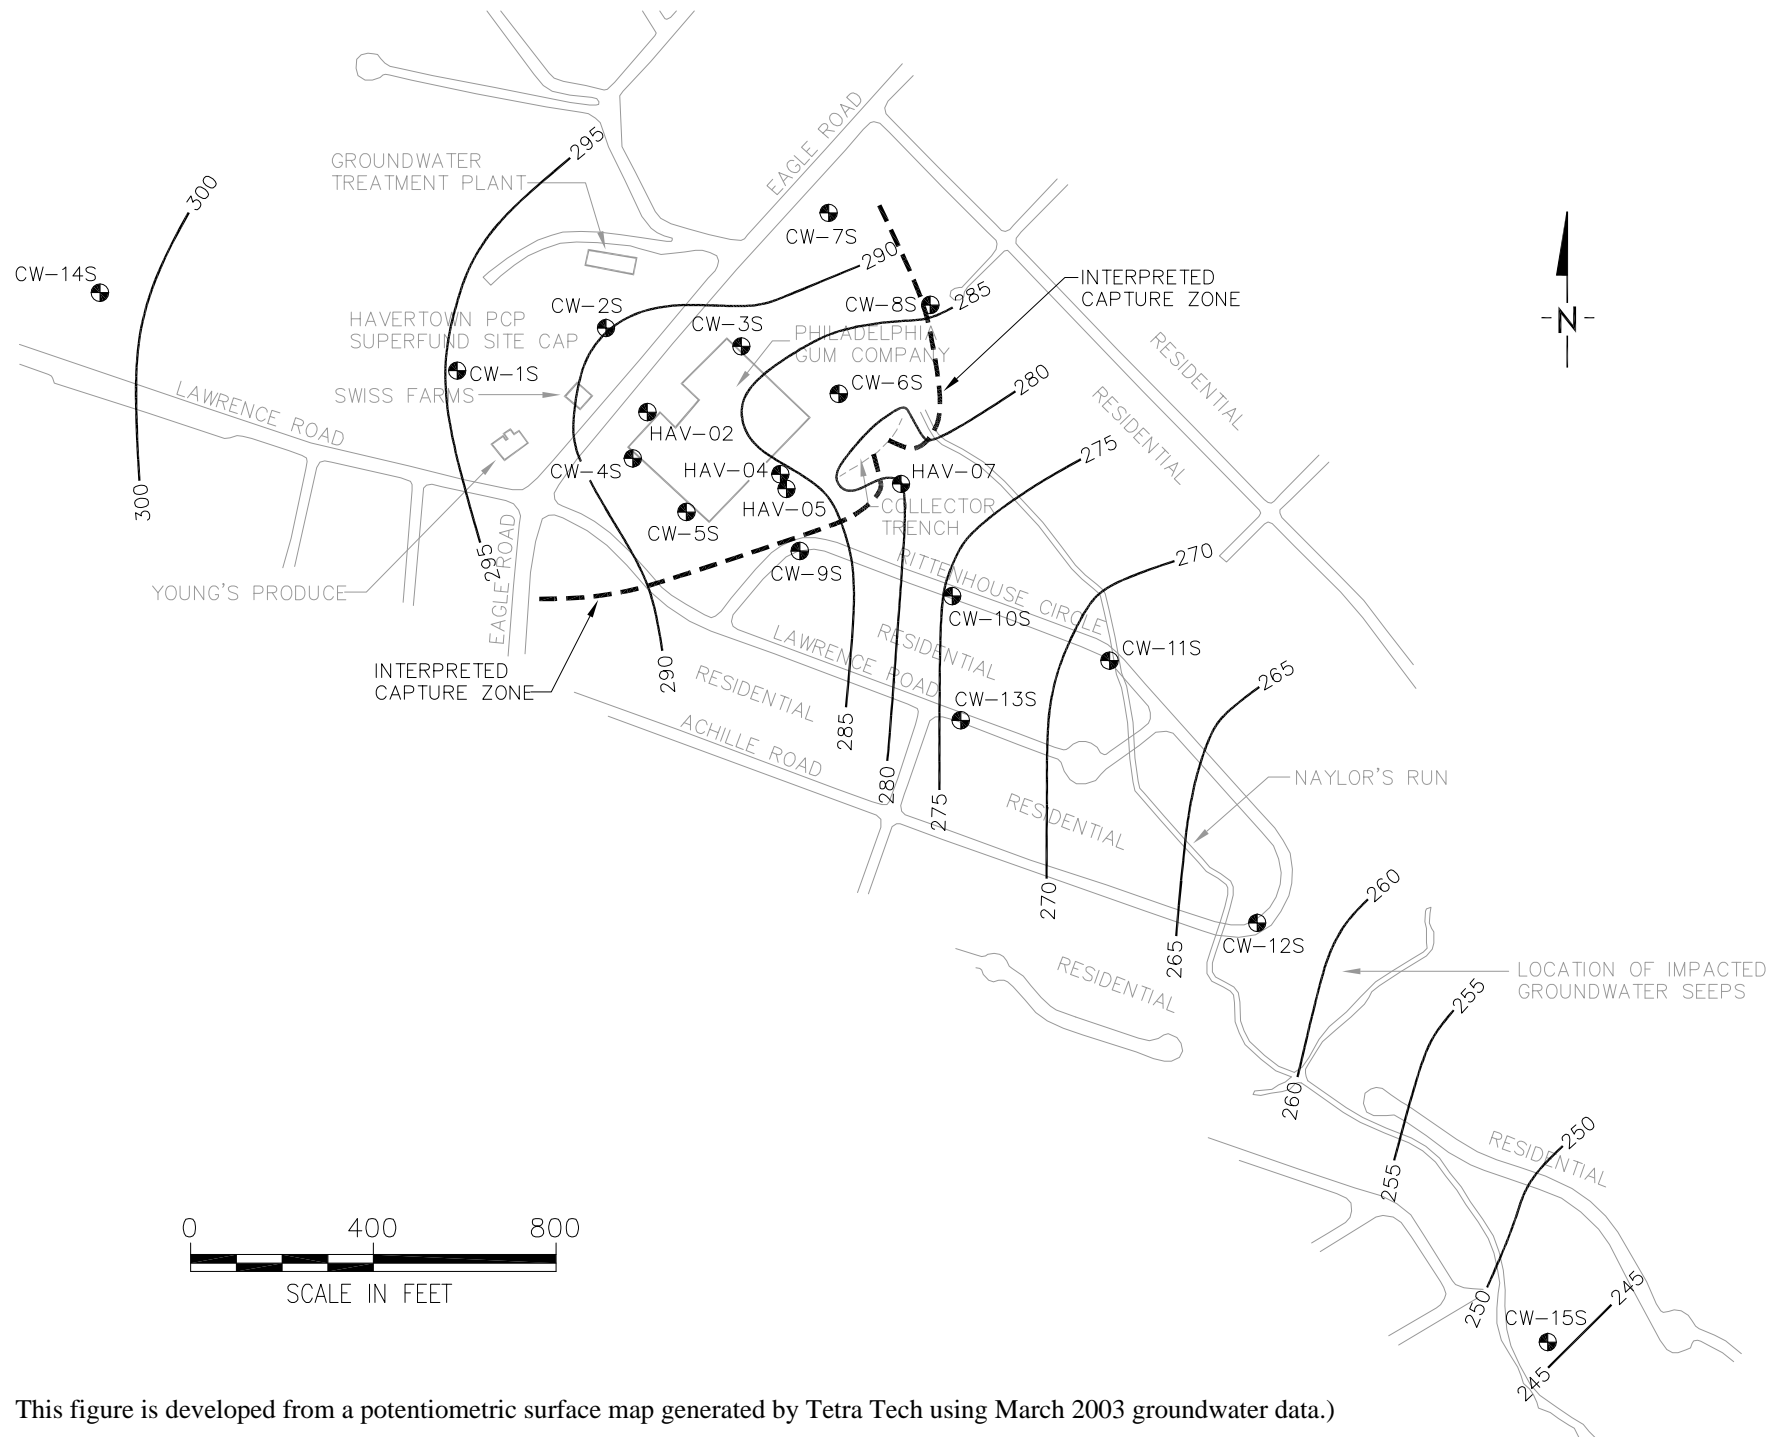 295
EAGLE ROAD
GROUNDWATER
TREATMENT PLANT
300
CW-7S
290
CW-14S
INTERPRETED
CAPTURE ZONE
CW-8S
285
CW-2S
HAVERTOWN PCP
SUPERFUND SITE CAP
CW-3S
PHILADELPHIA
GUM COMPANY
-N-
RESIDENTIAL
RESIDENTIAL
CW-1S
CW-6S
280
SWISS FARMS
LAWRENCE ROAD
HAV-02
275
CW-4S
HAV-04
HAV-07
300
HAV-05
COLLECTOR
TRENCH
CW-5S
295
EAGLE ROAD
CW-9S
RITTENHOUSE CIRCLE
270
YOUNG'S PRODUCE
CW-10S
LAWRENCE ROAD
RESIDENTIAL
CW-11S
INTERPRETED
CAPTURE ZONE
290
RESIDENTIAL
265
CW-13S
285
ACHILLE ROAD
280
275
NAYLOR'S RUN
RESIDENTIAL
270
260
265
CW-12S
RESIDENTIAL
LOCATION OF IMPACTED
GROUNDWATER SEEPS
255
260
250
RESIDENTIAL
255
0 400 800
SCALE IN FEET
250
245
CW-15S
245
This figure is developed from a potentiometric surface map generated by Tetra Tech using March 2003 groundwater data.)